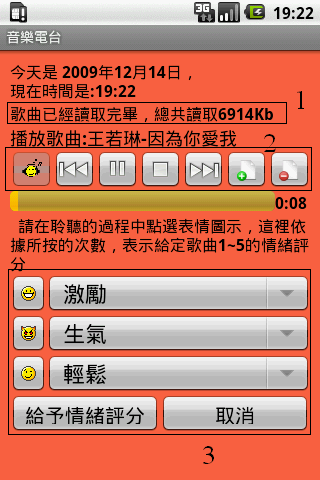 3G 19:22
音樂電台
今天是 2009年12月14日，
現在時間是:19:22
歌曲已經讀取完畢，總共讀取6914Kb 1
播放歌曲:王若琳-因為你愛我
2
0:08
請在聆聽的過程中點選表情圖示，這裡依
據所按的次數，表示給定歌曲1~5的情緒評
分
激勵
生氣
輕鬆
給予情緒評分 取消
3